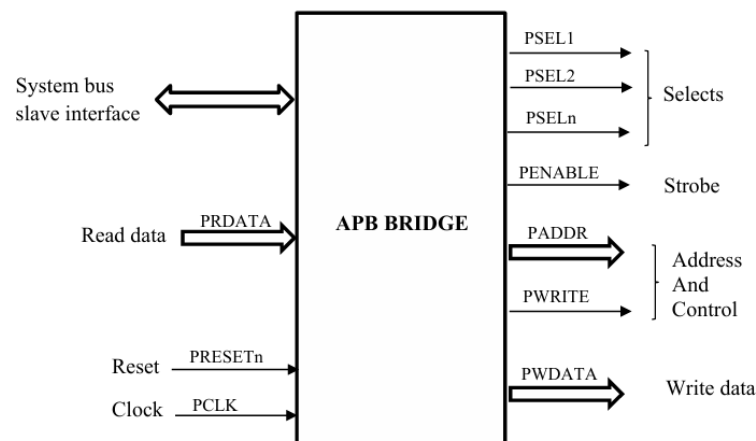 System bus
slave interface
Read data
PRDATA
Reset
PRESETn
Clock
PCLK
APB BRIDGE
PSEL1
PSEL2
PSELn
Selects
PENABLE
Strobe
PADDR
PWRITE
Address
And
Control
PWDATA
Write data